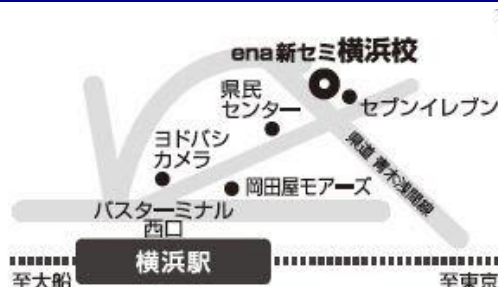 ena新セミ横浜校
県民
センター
セブンイレブン
ヨドバシ
カメラ
県道 青木浅間線
岡田屋モアーズ
バスターミナル
西口
横浜駅
至大船
至東京